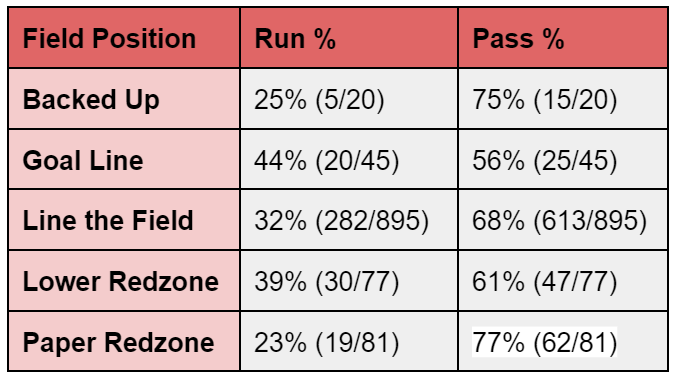 Field Position Run % Pass %
Backed Up 25% (5/20) 75% (15/20)
Goal Line 44% (20/45) 56% (25/45)
Line the Field 32% (282/895) 68% (613/895)
Lower Redzone 39% (30/77) 61% (47/77)
Paper Redzone 23% (19/81) 77% (62/81)